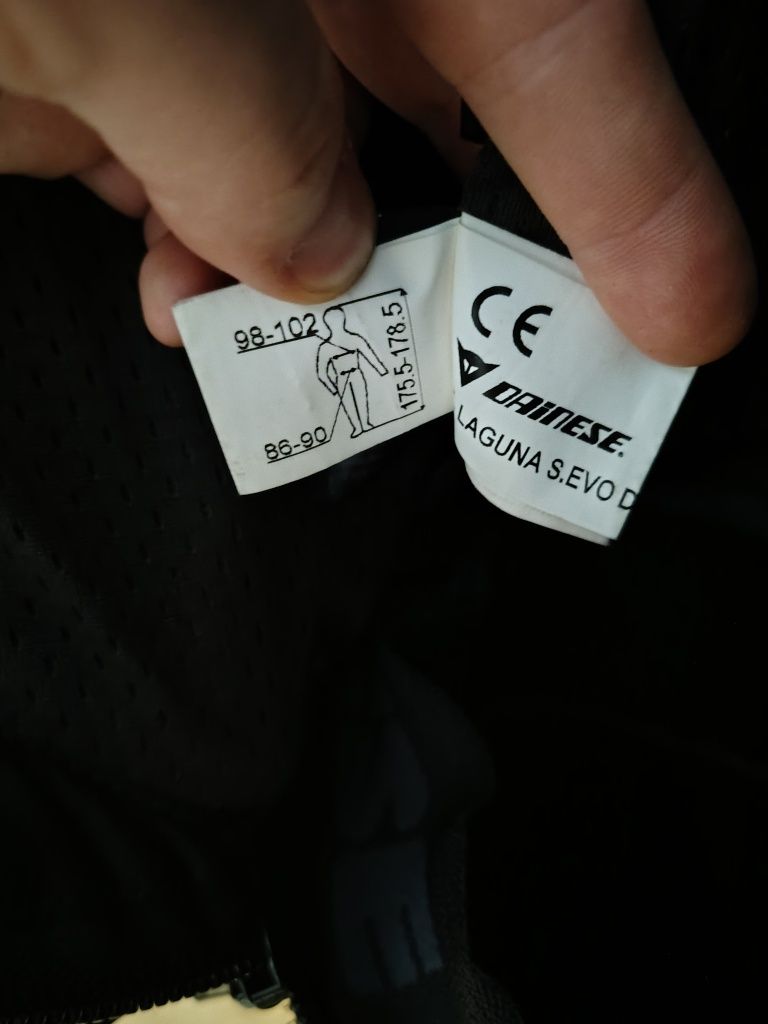 98-102
175.5-178.5
86-90
CE
DAINESE.
LAGUNA S.EVO D